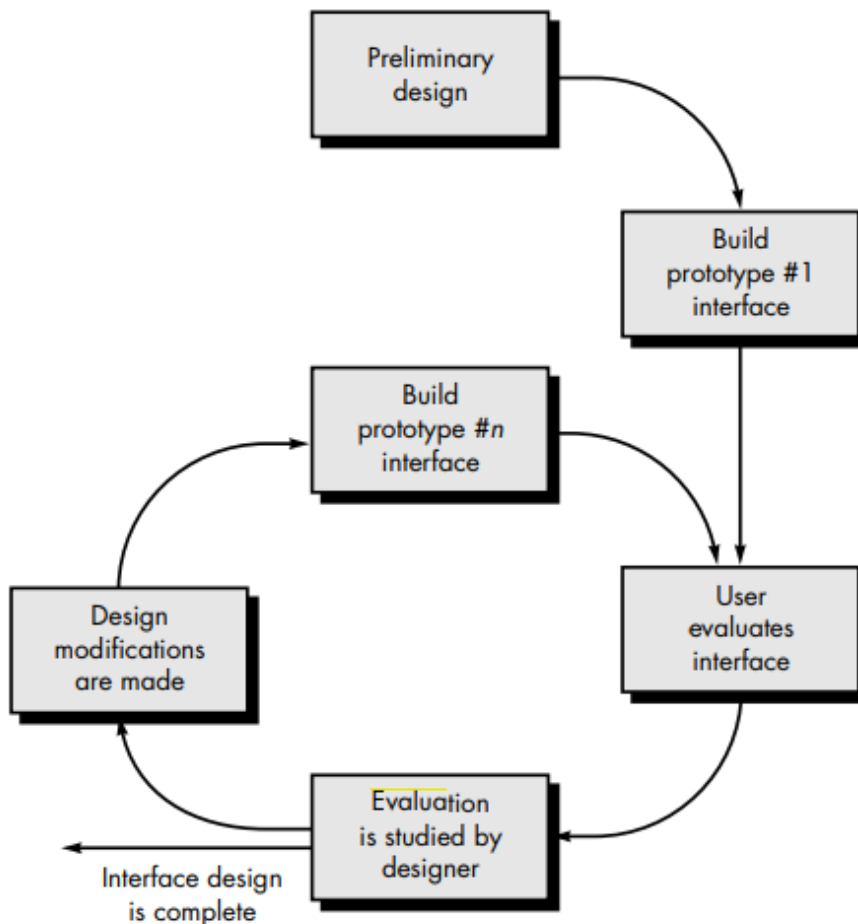 Preliminary
design
Build
prototype #1
interface
Build
prototype #n
interface
User
evaluates
interface
Design
modifications
are made
Evaluation
is studied by
designer
Interface design
is complete